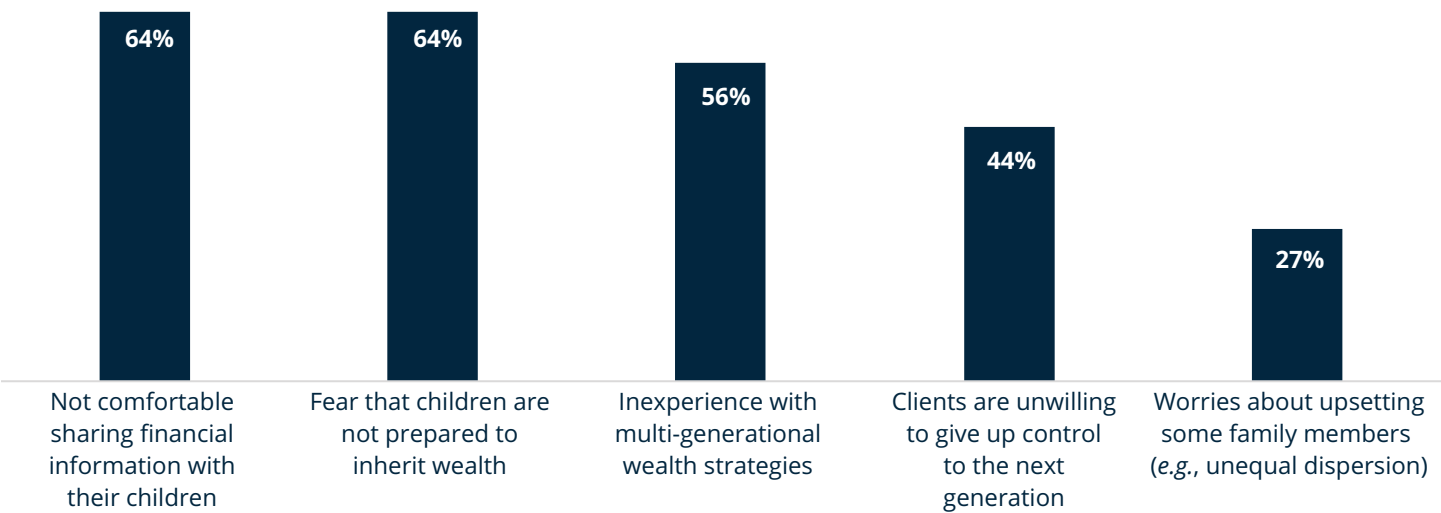 64%
64%
56%
44%
27%
Not comfortable
sharing financial
information with
their children
Fear that children are
not prepared to
inherit wealth
Inexperience with
multi-generational
wealth strategies
Clients are unwilling
to give up control
to the next
generation
Worries about upsetting
some family members
(e.g., unequal dispersion)